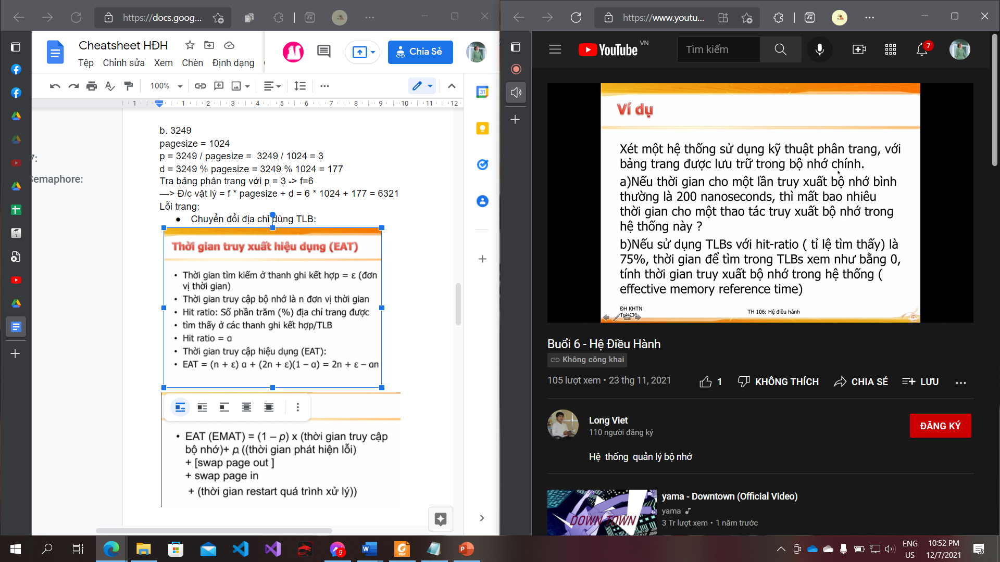 https://docs.goog...
Cheatsheet HĐH
Tệp Chỉnh sửa Xem Chèn Định dạng
Chia Sẻ
100%
31
1 1 2 3 4 5 6 7 8 9 10 11 12
7:
Semaphore:
b. 3249
pagesize = 1024
p = 3249 / pagesize = 3249 / 1024 = 3
d = 3249 % pagesize = 3249 % 1024 = 177
Tra bảng phân trang với p = 3 -> f=6
—> Đ/c vật lý = f * pagesize + d = 6 * 1024 + 177 = 6321
Lỗi trang:
● Chuyển đổi địa chỉ dùng TLB:
Thời gian truy xuất hiệu dụng (EAT)
• Thời gian tìm kiếm ở thanh ghi kết hợp = ε (đơn
vị thời gian)
• Thời gian truy cập bộ nhớ là n đơn vị thời gian
• Hit ratio: Số phần trăm (%) địa chỉ trang được
• tìm thấy ở các thanh ghi kết hợp/TLB
• Hit ratio = α
• Thời gian truy cập hiệu dụng (EAT):
• EAT = (n + ε) α + (2n + ε)(1 – α) = 2n + ε – αn
• EAT (EMAT) = (1 – p) x (thời gian truy cập
bộ nhớ)+ p ((thời gian phát hiện lỗi)
+ [swap page out ]
+ swap page in
+ (thời gian restart quá trình xử lý))
https://www.youtu...
YouTube VN
Tìm kiếm
7
Ví dụ
Xét một hệ thống sử dụng kỹ thuật phân trang, với
bảng trang được lưu trữ trong bộ nhớ chính.
a)Nếu thời gian cho một lần truy xuất bộ nhớ bình
thường là 200 nanoseconds, thì mất bao nhiêu
thời gian cho một thao tác truy xuất bộ nhớ trong
hệ thống này ?
b)Nếu sử dụng TLBs với hit-ratio ( tỉ lệ tìm thấy) là
75%, thời gian để tìm trong TLBs xem như bằng 0,
tính thời gian truy xuất bộ nhớ trong hệ thống (
effective memory reference time)
ĐH KHTN
TpHCM
TH 106: Hệ điều hành
Buổi 6 - Hệ Điều Hành
Không công khai
105 lượt xem • 23 thg 11, 2021
1 KHÔNG THÍCH CHIA SẺ LƯU
Long Viet
110 người đăng ký
ĐĂNG KÝ
Hệ thống quản lý bộ nhớ
DOWN TOWN
yama - Downtown (Official Video)
yama
3 Tr lượt xem • 1 năm trước
9
PDF
ENG
US
10:52 PM
12/7/2021